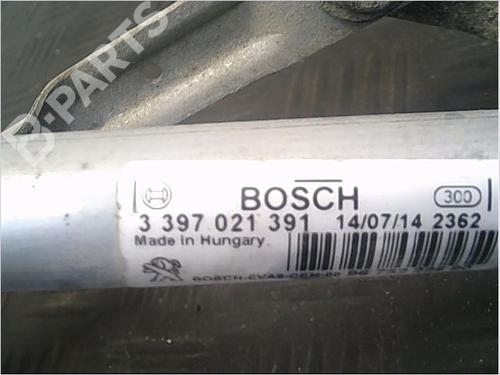 B-PARTS
BOSCH
300
3 397 021 391 14/07/14 2362
Made in Hungary